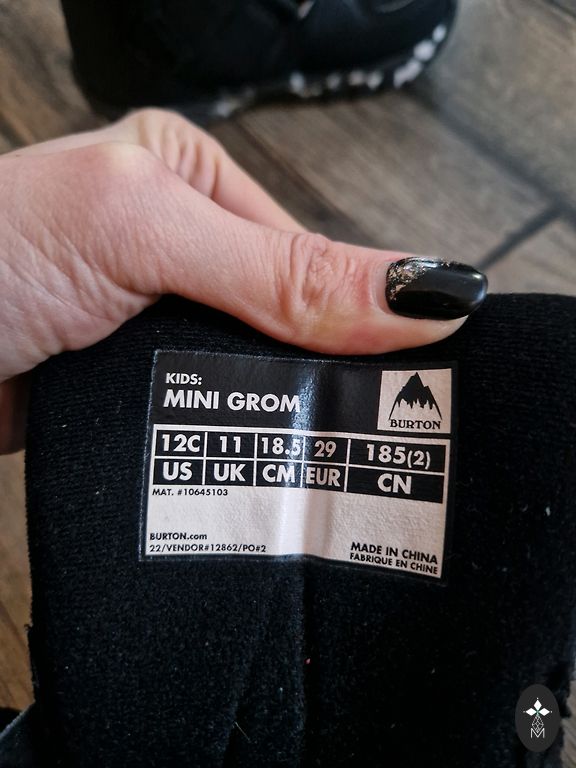 KIDS:
MINI GROM
BURTON
12C 11 18.5 29 185(2)
US UK CM EUR CN
MAT. #10645103
BURTON.com
22/VENDOR#12862/PO#2
MADE IN CHINA
FABRIQUE EN CHINE
M